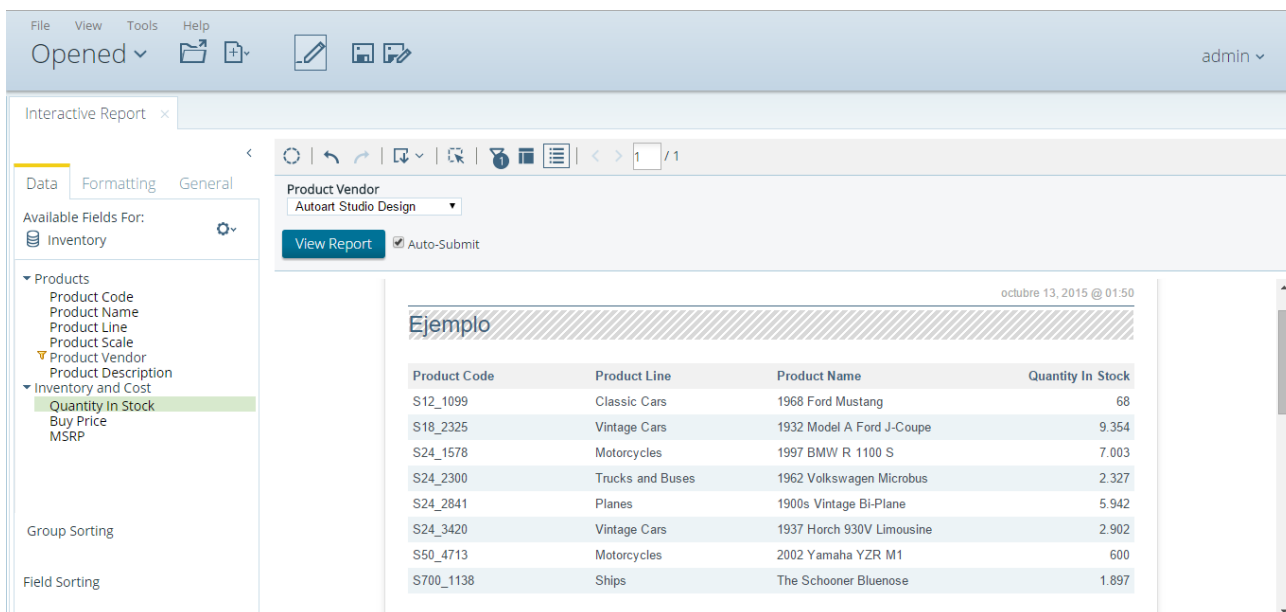 File View Tools Help
Opened
admin
Interactive Report ×
1
1 / 1
Data Formatting General
Available Fields For:
Inventory
Products
Product Code
Product Name
Product Line
Product Scale
Product Vendor
Product Description
Inventory and Cost
Quantity In Stock
Buy Price
MSRP
Group Sorting
Field Sorting
Product Vendor
Autoart Studio Design
View Report Auto-Submit
octubre 13, 2015 @ 01:50
Ejemplo
Product Code Product Line Product Name Quantity In Stock
S12_1099 Classic Cars 1968 Ford Mustang 68
S18_2325 Vintage Cars 1932 Model A Ford J-Coupe 9.354
S24_1578 Motorcycles 1997 BMW R 1100 S 7.003
S24_2300 Trucks and Buses 1962 Volkswagen Microbus 2.327
S24_2841 Planes 1900s Vintage Bi-Plane 5.942
S24_3420 Vintage Cars 1937 Horch 930V Limousine 2.902
S50_4713 Motorcycles 2002 Yamaha YZR M1 600
S700_1138 Ships The Schooner Bluenose 1.897